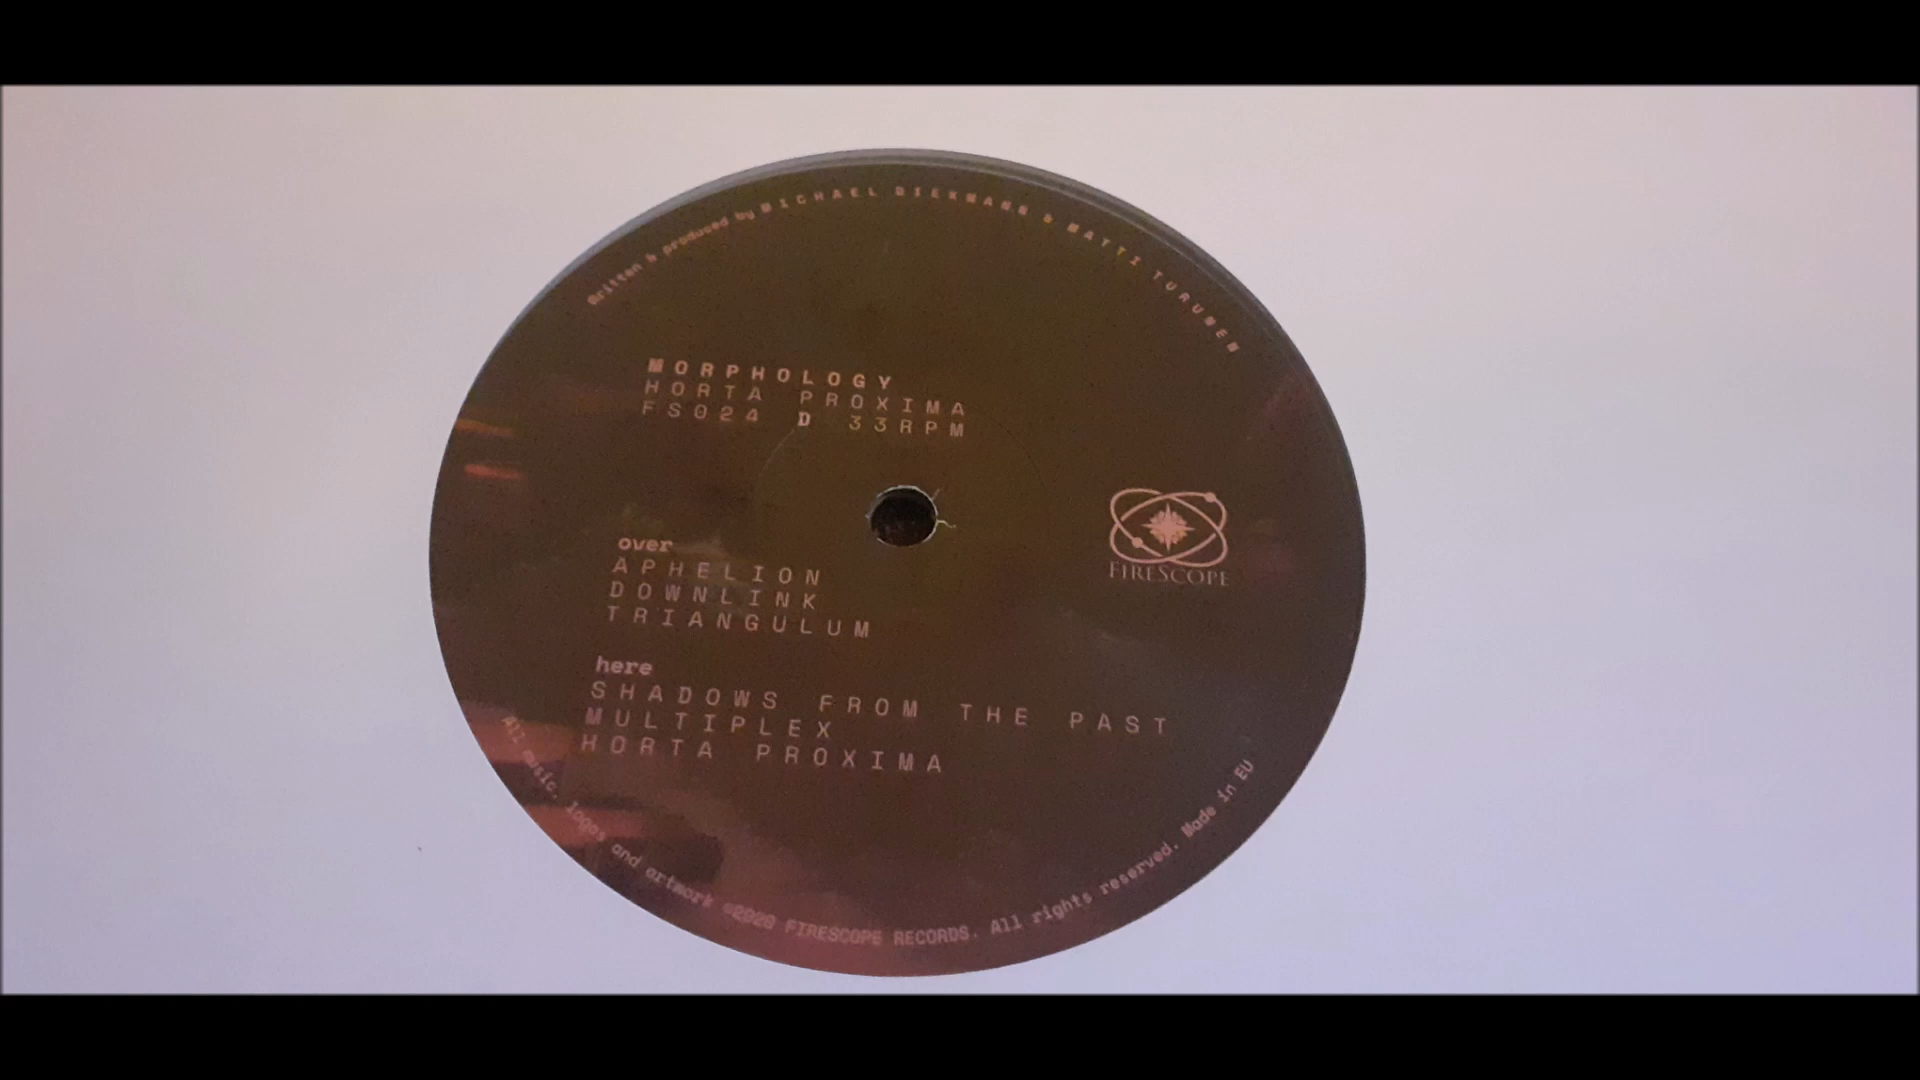 Written & produced by MICHAEL DIEKMANN & MATTI TURUNEN
MORPHOLOGY
HORTA PROXIMA
FS024 D 33RPM
FIRESCOPE
over
APHELION
DOWNLINK
TRIANGULUM
here
SHADOWS FROM THE PAST
MULTIPLEX
HORTA PROXIMA
All music, logos and artwork ©2020 FIRESCOPE RECORDS. All rights reserved. Made in EU